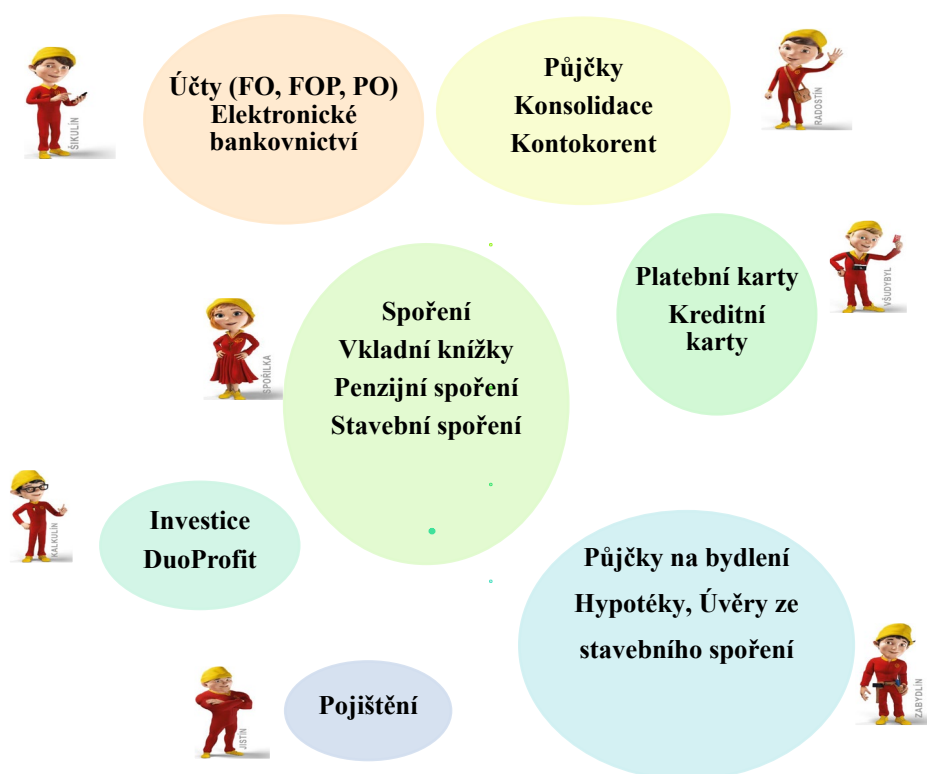 Účty (FO, FOP, PO)
Elektronické
bankovnictví
ŠIKULÍN
Půjčky
Konsolidace
Kontokorent
RADOSTÍN
Platební karty
Kreditní
karty
VŠUDYBYL
Spoření
Vkladní knížky
Penzijní spoření
Stavební spoření
SPOŘILKA
Investice
DuoProfit
KALKULÍN
Půjčky na bydlení
Hypotéky, Úvěry ze
stavebního spoření
ZABYDLÍN
Pojištění
JISTÍN